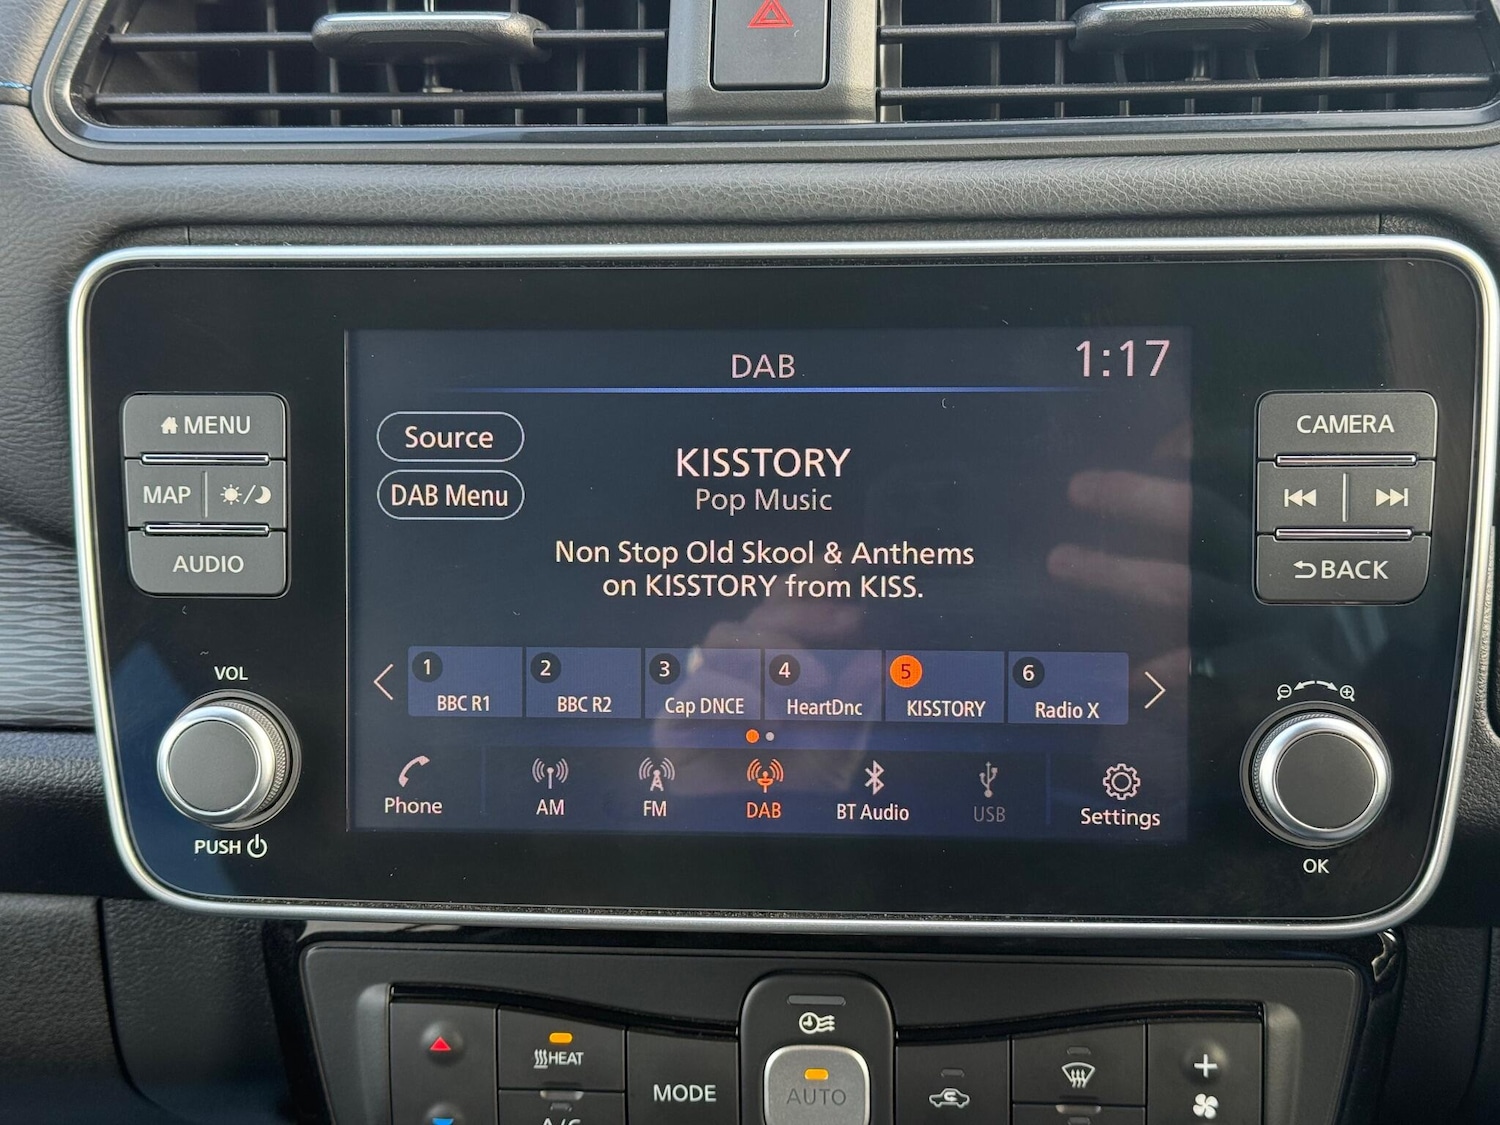 DAB
1:17
Source
DAB Menu
KISSTORY
Pop Music
Non Stop Old Skool & Anthems
on KISSTORY from KISS.
1 BBC R1
2 BBC R2
3 Cap DNCE
4 HeartDnc
5 KISSTORY
6 Radio X
Phone
AM
FM
DAB
BT Audio
USB
Settings
MENU
MAP
AUDIO
VOL
PUSH
CAMERA
BACK
OK
HEAT
A/C
MODE
AUTO